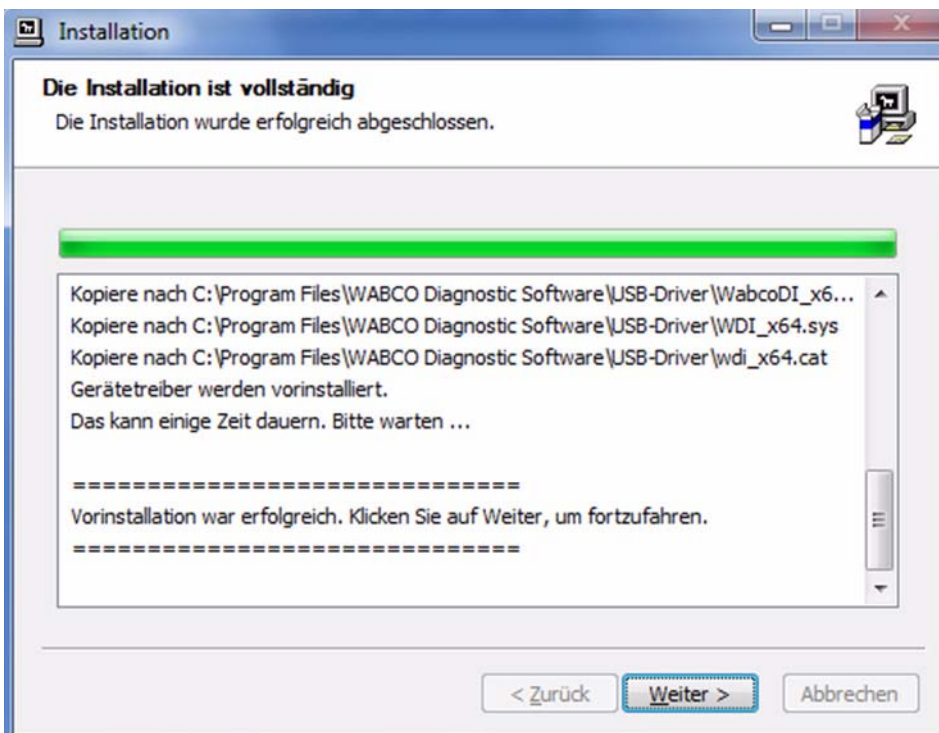 Installation
Die Installation ist vollständig
Die Installation wurde erfolgreich abgeschlossen.
Kopiere nach C:\Program Files\WABCO Diagnostic Software\USB-Driver\WabcoDI_x6...
Kopiere nach C:\Program Files\WABCO Diagnostic Software\USB-Driver\WDI_x64.sys
Kopiere nach C:\Program Files\WABCO Diagnostic Software\USB-Driver\wdi_x64.cat
Gerätetreiber werden vorinstalliert.
Das kann einige Zeit dauern. Bitte warten ...
==============================
Vorinstallation war erfolgreich. Klicken Sie auf Weiter, um fortzufahren.
==============================
< Zurück Weiter > Abbrechen